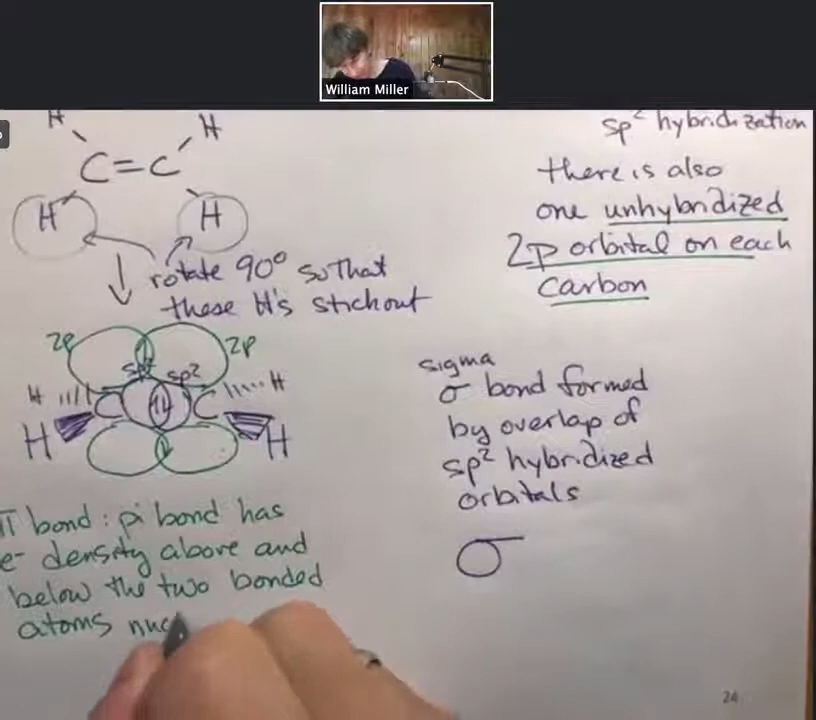 William Miller
H
H
C=C
H
H
rotate 90° so that
these H's stick out
2p
2p
sp²
sp²
H
H
C
C
H
H
π bond: pi bond has
e- density above and
below the two bonded
atoms nuc
sp² hybridization
there is also
one unhybridized
2p orbital on each
carbon
sigma
σ bond formed
by overlap of
sp² hybridized
orbitals
σ
24